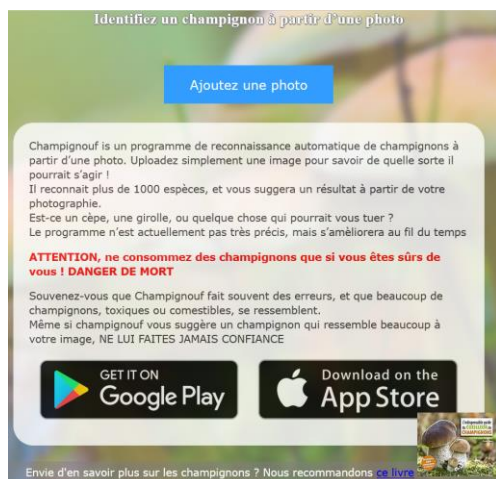 Identifiez un champignon à partir d'une photo
Ajoutez une photo
Champignouf est un programme de reconnaissance automatique de champignons à
partir d'une photo. Uploadez simplement une image pour savoir de quelle sorte il
pourrait s'agir !
Il reconnait plus de 1000 espèces, et vous suggera un résultat à partir de votre
photographie.
Est-ce un cèpe, une girolle, ou quelque chose qui pourrait vous tuer ?
Le programme n'est actuellement pas très précis, mais s'amèliorera au fil du temps
ATTENTION, ne consommez des champignons que si vous êtes sûrs de
vous ! DANGER DE MORT
Souvenez-vous que Champignouf fait souvent des erreurs, et que beaucoup de
champignons, toxiques ou comestibles, se ressemblent.
Même si champignouf vous suggère un champignon qui ressemble beaucoup à
votre image, NE LUI FAITES JAMAIS CONFIANCE
GET IT ON
Google Play
Download on the
App Store
Envie d'en savoir plus sur les champignons ? Nous recommandons ce livre